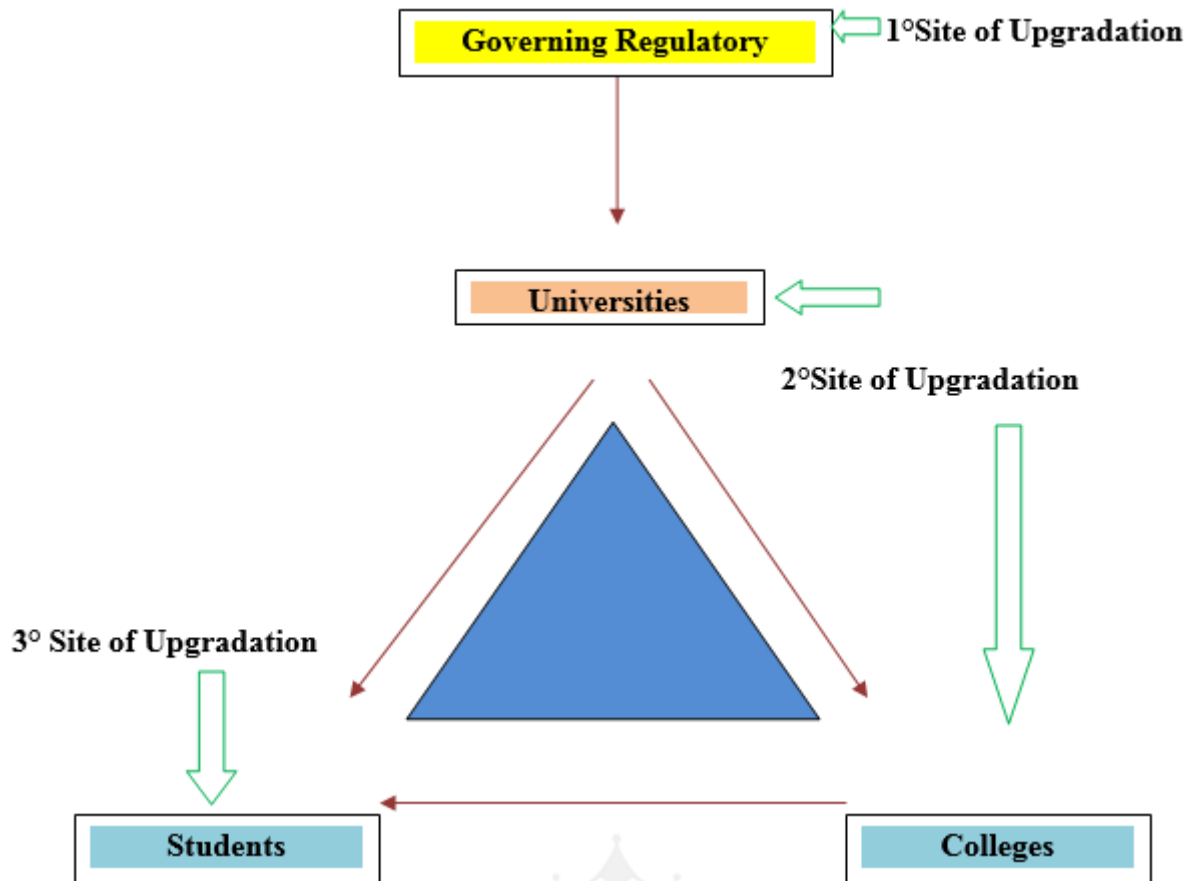 Governing Regulatory
1°Site of Upgradation
Universities
2°Site of Upgradation
3° Site of Upgradation
Students
Colleges